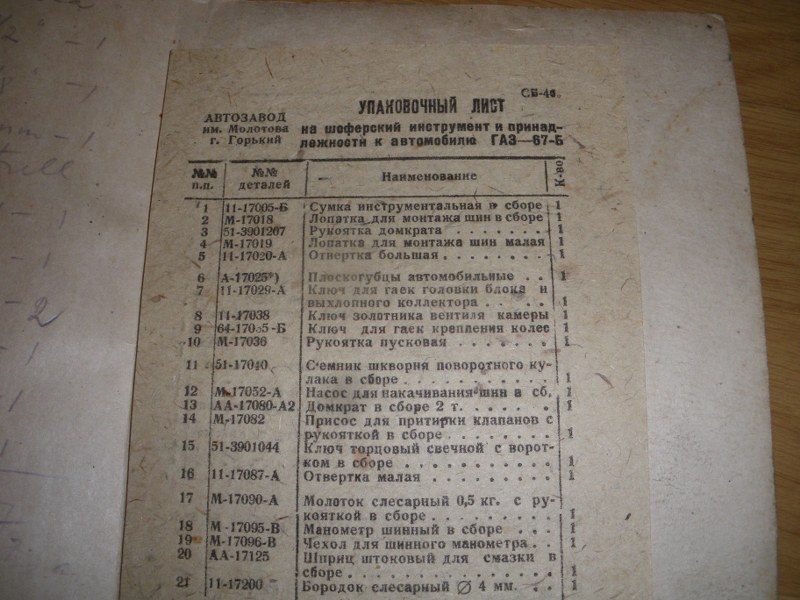 СБ-46.
УПАКОВОЧНЫЙ ЛИСТ
АВТОЗАВОД
им. Молотова
г. Горький
на шоферский инструмент и принад-
лежности к автомобилю ГАЗ—67-Б
№№ п.п. №№ деталей Наименование К-во
1 11-17005-Б Сумка инструментальная в сборе 1
2 М-17018 Лопатка для монтажа шин в сборе 1
3 51-3901267 Рукоятка домкрата . . . . . . . 1
4 М-17019 Лопатка для монтажа шин малая 1
5 11-17020-А Отвертка большая . . . . . . . . 1
6 А-17025*) Плоскогубцы автомобильные . . 1
7 11-17029-А Ключ для гаек головки блока и
выхлопного коллектора . . . . . 1
8 11-17038 Ключ золотника вентиля камеры 1
9 64-17035-Б Ключ для гаек крепления колес 1
10 М-17036 Рукоятка пусковая . . . . . . . 1
11 51-17040 С'емник шкворня поворотного ку-
лака в сборе . . . . . . . . . . 1
12 М-17052-А Насос для накачивания шин в сб. 1
13 АА-17080-А2 Домкрат в сборе 2 т. . . . . . 1
14 М-17082 Присос для притирки клапанов с
рукояткой в сборе . . . . . . . 1
15 51-3901044 Ключ торцовый свечной с ворот-
ком в сборе . . . . . . . . . . 1
16 11-17087-А Отвертка малая . . . . . . . . . 1
17 М-17090-А Молоток слесарный 0,5 кг. с ру-
кояткой в сборе . . . . . . . . . 1
18 М-17095-В Манометр шинный в сборе . . . 1
19 М-17096-В Чехол для шинного манометра . . 1
20 АА-17125 Шприц штоковый для смазки в
сборе . . . . . . . . . . . . . . 1
21 11-17200 Бородок слесарный ∅ 4 мм. . . 1